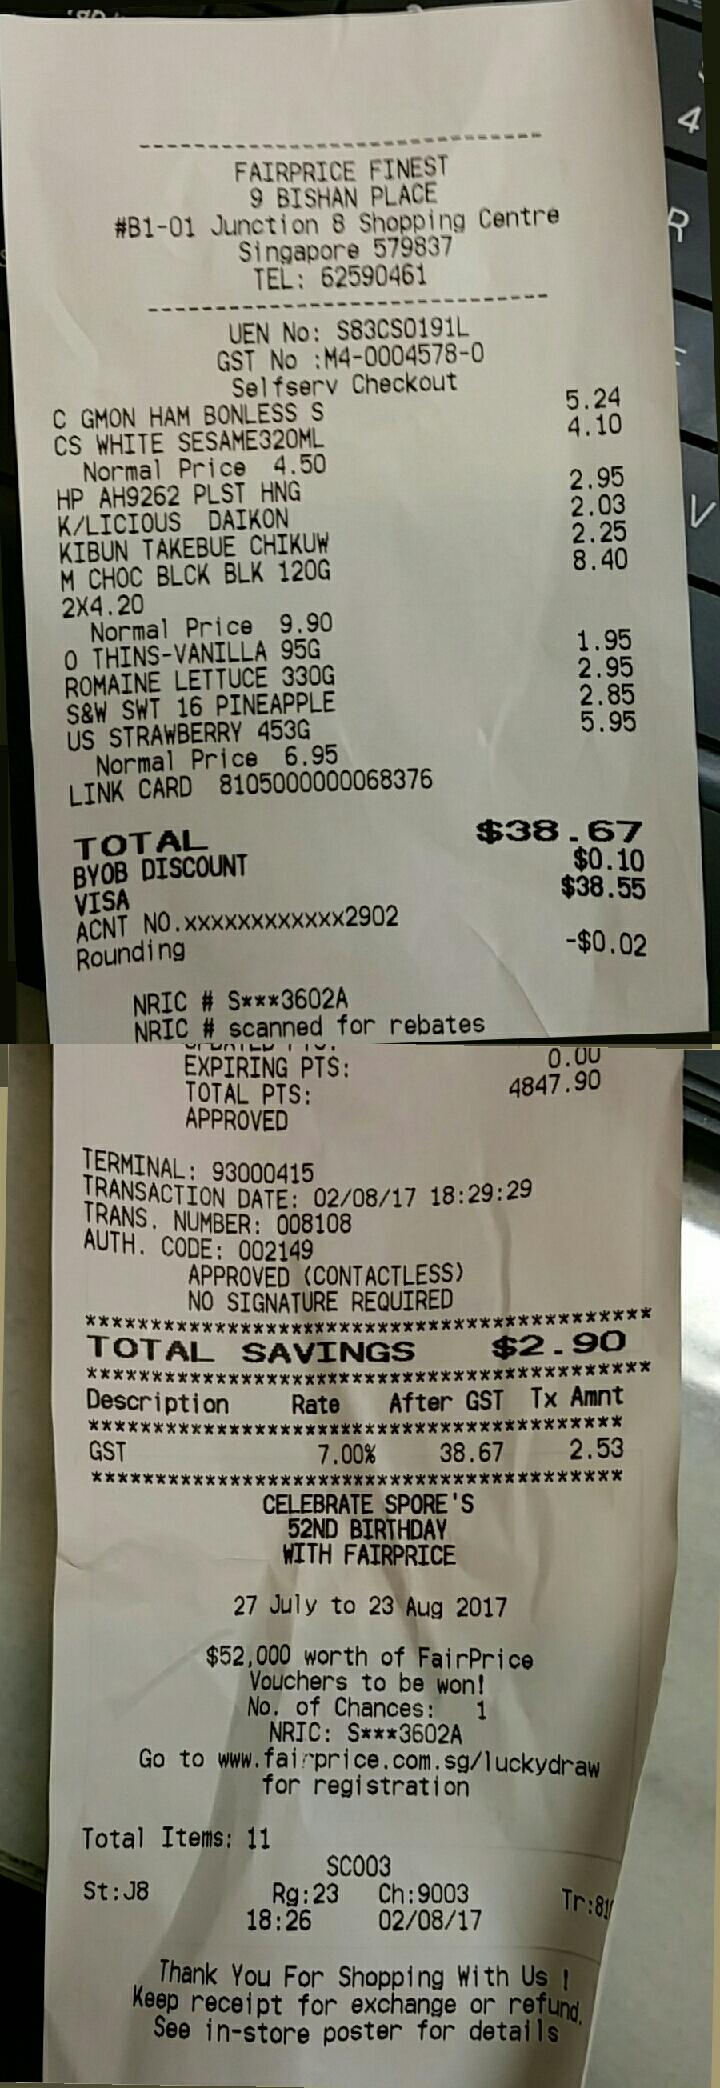 ----------------------------
FAIRPRICE FINEST
9 BISHAN PLACE
#B1-01 Junction 8 Shopping Centre
Singapore 579837
TEL: 62590461
----------------------------
UEN No: S83CS0191L
GST No :M4-0004578-0
Selfserv Checkout
C GMON HAM BONLESS S 5.24
CS WHITE SESAME320ML 4.10
Normal Price 4.50
HP AH9262 PLST HNG 2.95
K/LICIOUS DAIKON 2.03
KIBUN TAKEBUE CHIKUW 2.25
M CHOC BLCK BLK 120G 8.40
2X4.20
Normal Price 9.90
O THINS-VANILLA 95G 1.95
ROMAINE LETTUCE 330G 2.95
S&W SWT 16 PINEAPPLE 2.85
US STRAWBERRY 453G 5.95
Normal Price 6.95
LINK CARD 8105000000068376
TOTAL $38.67
BYOB DISCOUNT $0.10
VISA $38.55
ACNT NO.xxxxxxxxxxxx2902
Rounding -$0.02
NRIC # S***3602A
NRIC # scanned for rebates
EXPIRING PTS: 0.00
TOTAL PTS: 4847.90
APPROVED
TERMINAL: 93000415
TRANSACTION DATE: 02/08/17 18:29:29
TRANS. NUMBER: 008108
AUTH. CODE: 002149
APPROVED (CONTACTLESS)
NO SIGNATURE REQUIRED
*******************************************
TOTAL SAVINGS $2.90
*******************************************
Description Rate After GST Tx Amnt
*****************************************
GST 7.00% 38.67 2.53
*****************************************
CELEBRATE SPORE'S
52ND BIRTHDAY
WITH FAIRPRICE
27 July to 23 Aug 2017
$52,000 worth of FairPrice
Vouchers to be won!
No. of Chances: 1
NRIC: S***3602A
Go to www.fairprice.com.sg/luckydraw
for registration
Total Items: 11
SC003
St:J8 Rg:23 Ch:9003 Tr:81
18:26 02/08/17
Thank You For Shopping With Us !
Keep receipt for exchange or refund.
See in-store poster for details
4
R
V